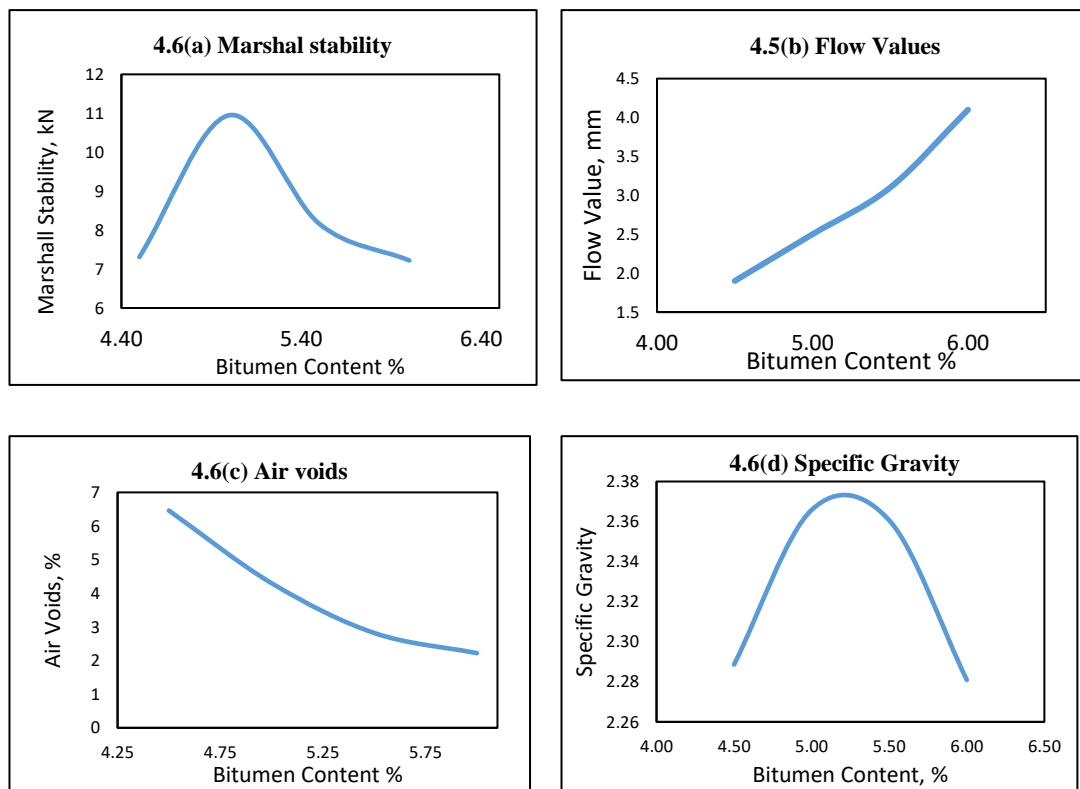 4.6(a) Marshal stability
Marshall Stability, kN
12
11
10
9
8
7
6
4.40 5.40 6.40
Bitumen Content %
4.5(b) Flow Values
Flow Value, mm
4.5
4.0
3.5
3.0
2.5
2.0
1.5
4.00 5.00 6.00
Bitumen Content %
4.6(c) Air voids
Air Voids, %
7
6
5
4
3
2
1
0
4.25 4.75 5.25 5.75
Bitumen Content %
4.6(d) Specific Gravity
Specific Gravity
2.38
2.36
2.34
2.32
2.30
2.28
2.26
4.00 4.50 5.00 5.50 6.00 6.50
Bitumen Content, %